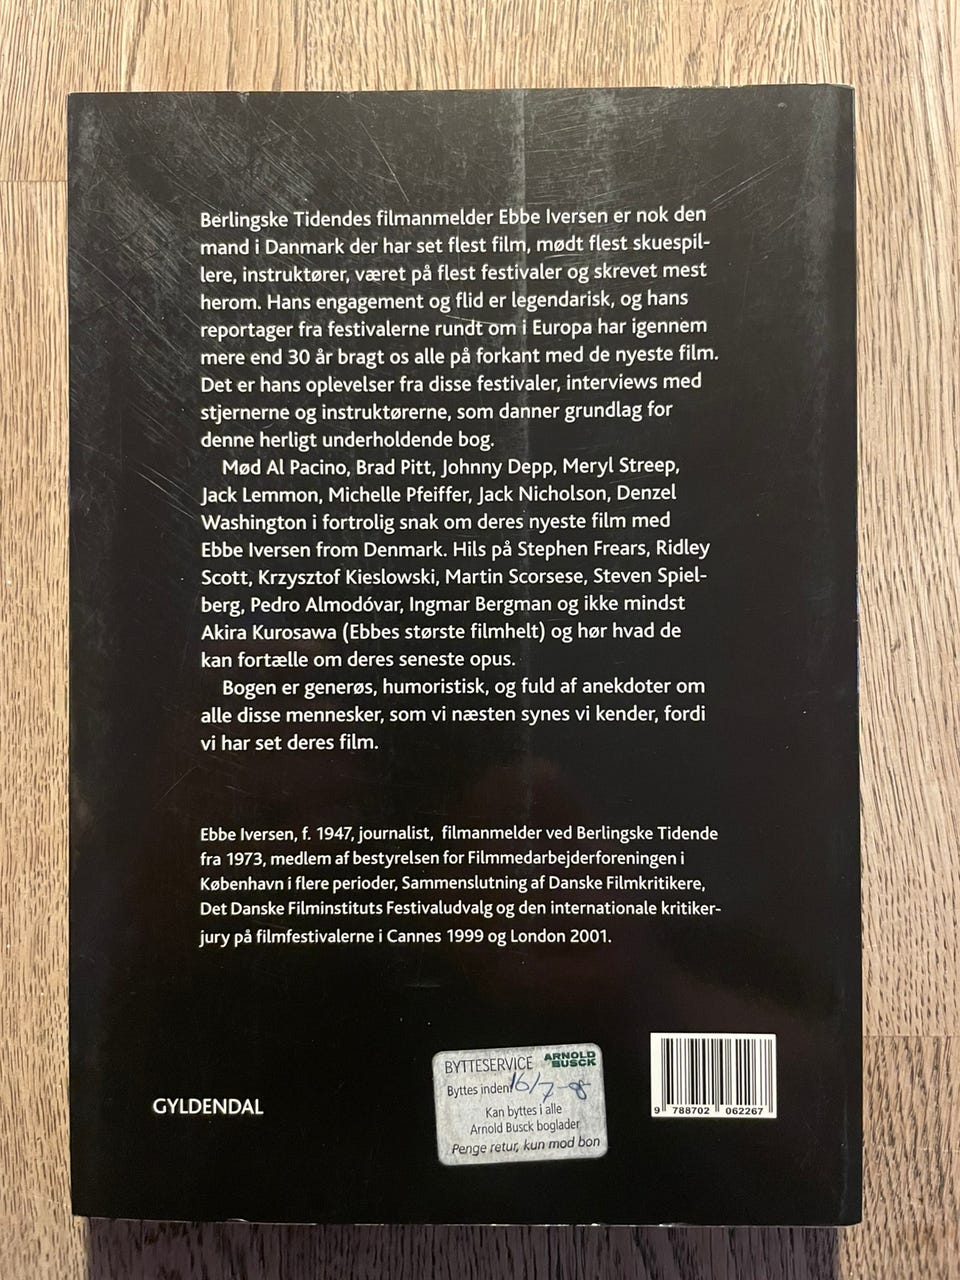 Berlingske Tidendes filmanmelder Ebbe Iversen er nok den
mand i Danmark der har set flest film, mødt flest skuespil-
lere, instruktører, været på flest festivaler og skrevet mest
herom. Hans engagement og flid er legendarisk, og hans
reportager fra festivalerne rundt om i Europa har igennem
mere end 30 år bragt os alle på forkant med de nyeste film.
Det er hans oplevelser fra disse festivaler, interviews med
stjernerne og instruktørerne, som danner grundlag for
denne herligt underholdende bog.
Mød Al Pacino, Brad Pitt, Johnny Depp, Meryl Streep,
Jack Lemmon, Michelle Pfeiffer, Jack Nicholson, Denzel
Washington i fortrolig snak om deres nyeste film med
Ebbe Iversen from Denmark. Hils på Stephen Frears, Ridley
Scott, Krzysztof Kieslowski, Martin Scorsese, Steven Spiel-
berg, Pedro Almodóvar, Ingmar Bergman og ikke mindst
Akira Kurosawa (Ebbes største filmhelt) og hør hvad de
kan fortælle om deres seneste opus.
Bogen er generøs, humoristisk, og fuld af anekdoter om
alle disse mennesker, som vi næsten synes vi kender, fordi
vi har set deres film.
Ebbe Iversen, f. 1947, journalist, filmanmelder ved Berlingske Tidende
fra 1973, medlem af bestyrelsen for Filmmedarbejderforeningen i
København i flere perioder, Sammenslutning af Danske Filmkritikere,
Det Danske Filminstituts Festivaludvalg og den internationale kritiker-
jury på filmfestivalerne i Cannes 1999 og London 2001.
GYLDENDAL
BYTTESERVICE ARNOLD BUSCK
Byttes inden 16/7-08
Kan byttes i alle
Arnold Busck boglader
Penge retur, kun mod bon
9 788702 062267